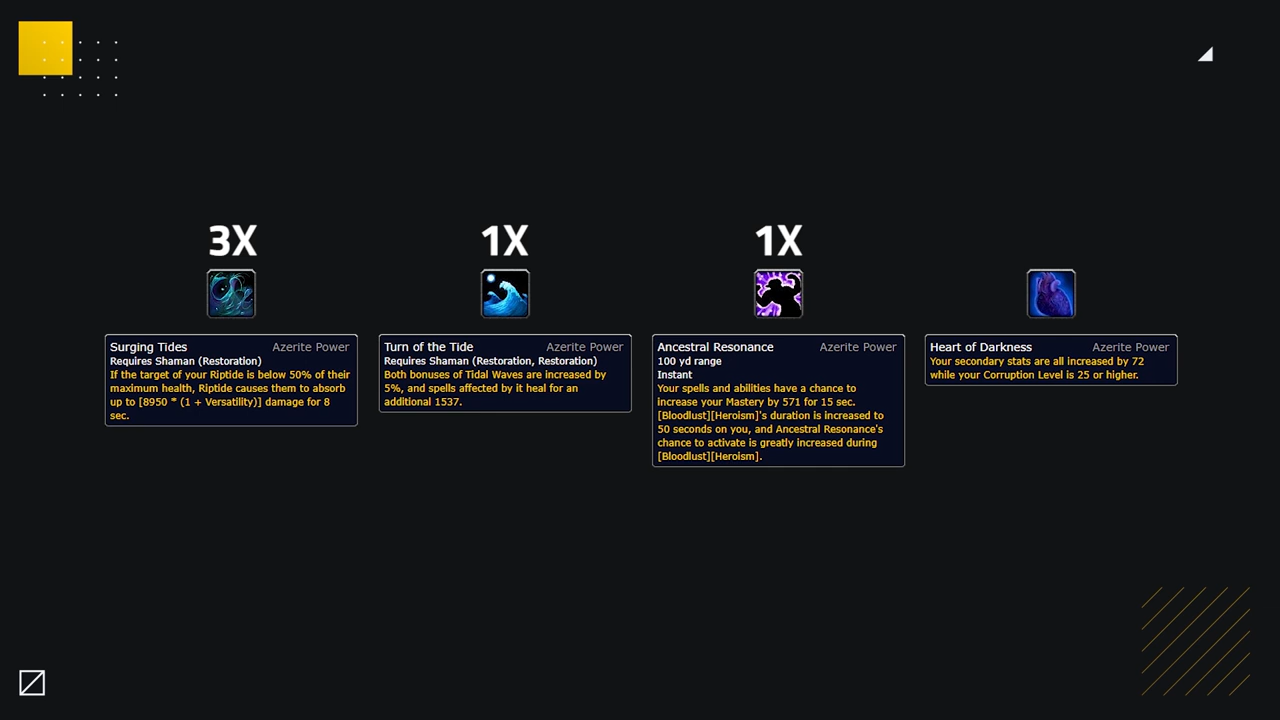 3X
1X
1X
Surging Tides Azerite Power
Requires Shaman (Restoration)
If the target of your Riptide is below 50% of their
maximum health, Riptide causes them to absorb
up to [8950 * (1 + Versatility)] damage for 8
sec.
Turn of the Tide Azerite Power
Requires Shaman (Restoration, Restoration)
Both bonuses of Tidal Waves are increased by
5%, and spells affected by it heal for an
additional 1537.
Ancestral Resonance Azerite Power
100 yd range
Instant
Your spells and abilities have a chance to
increase your Mastery by 571 for 15 sec.
[Bloodlust][Heroism]'s duration is increased to
50 seconds on you, and Ancestral Resonance's
chance to activate is greatly increased during
[Bloodlust][Heroism].
Heart of Darkness Azerite Power
Your secondary stats are all increased by 72
while your Corruption Level is 25 or higher.